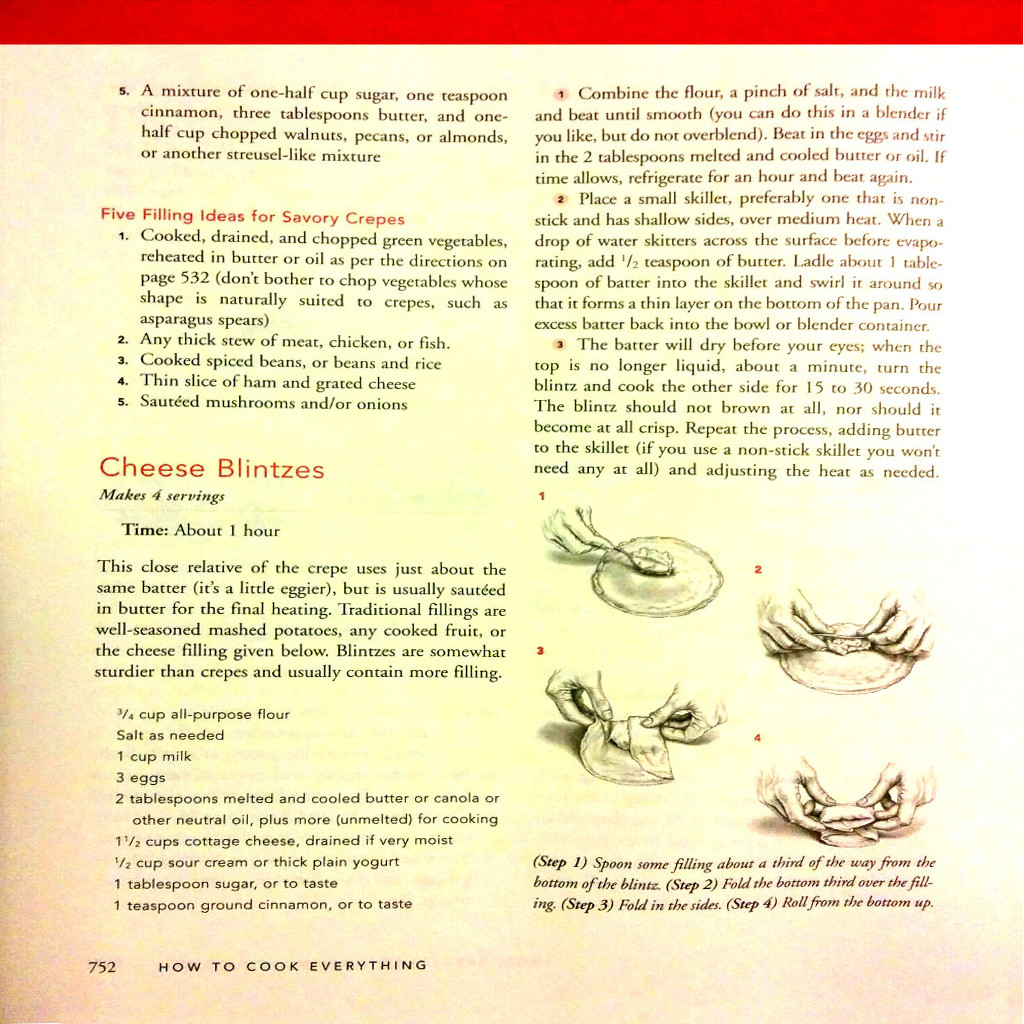 5. A mixture of one-half cup sugar, one teaspoon
cinnamon, three tablespoons butter, and one-
half cup chopped walnuts, pecans, or almonds,
or another streusel-like mixture
Five Filling Ideas for Savory Crepes
1. Cooked, drained, and chopped green vegetables,
reheated in butter or oil as per the directions on
page 532 (don't bother to chop vegetables whose
shape is naturally suited to crepes, such as
asparagus spears)
2. Any thick stew of meat, chicken, or fish.
3. Cooked spiced beans, or beans and rice
4. Thin slice of ham and grated cheese
5. Sautéed mushrooms and/or onions
Cheese Blintzes
Makes 4 servings
Time: About 1 hour
This close relative of the crepe uses just about the
same batter (it's a little eggier), but is usually sautéed
in butter for the final heating. Traditional fillings are
well-seasoned mashed potatoes, any cooked fruit, or
the cheese filling given below. Blintzes are somewhat
sturdier than crepes and usually contain more filling.
3/4 cup all-purpose flour
Salt as needed
1 cup milk
3 eggs
2 tablespoons melted and cooled butter or canola or
other neutral oil, plus more (unmelted) for cooking
1 1/2 cups cottage cheese, drained if very moist
1/2 cup sour cream or thick plain yogurt
1 tablespoon sugar, or to taste
1 teaspoon ground cinnamon, or to taste
1 Combine the flour, a pinch of salt, and the milk
and beat until smooth (you can do this in a blender if
you like, but do not overblend). Beat in the eggs and stir
in the 2 tablespoons melted and cooled butter or oil. If
time allows, refrigerate for an hour and beat again.
2 Place a small skillet, preferably one that is non-
stick and has shallow sides, over medium heat. When a
drop of water skitters across the surface before evapo-
rating, add 1/2 teaspoon of butter. Ladle about 1 table-
spoon of batter into the skillet and swirl it around so
that it forms a thin layer on the bottom of the pan. Pour
excess batter back into the bowl or blender container.
3 The batter will dry before your eyes; when the
top is no longer liquid, about a minute, turn the
blintz and cook the other side for 15 to 30 seconds.
The blintz should not brown at all, nor should it
become at all crisp. Repeat the process, adding butter
to the skillet (if you use a non-stick skillet you won't
need any at all) and adjusting the heat as needed.
1
2
3
4
(Step 1) Spoon some filling about a third of the way from the
bottom of the blintz. (Step 2) Fold the bottom third over the fill-
ing. (Step 3) Fold in the sides. (Step 4) Roll from the bottom up.
752 HOW TO COOK EVERYTHING